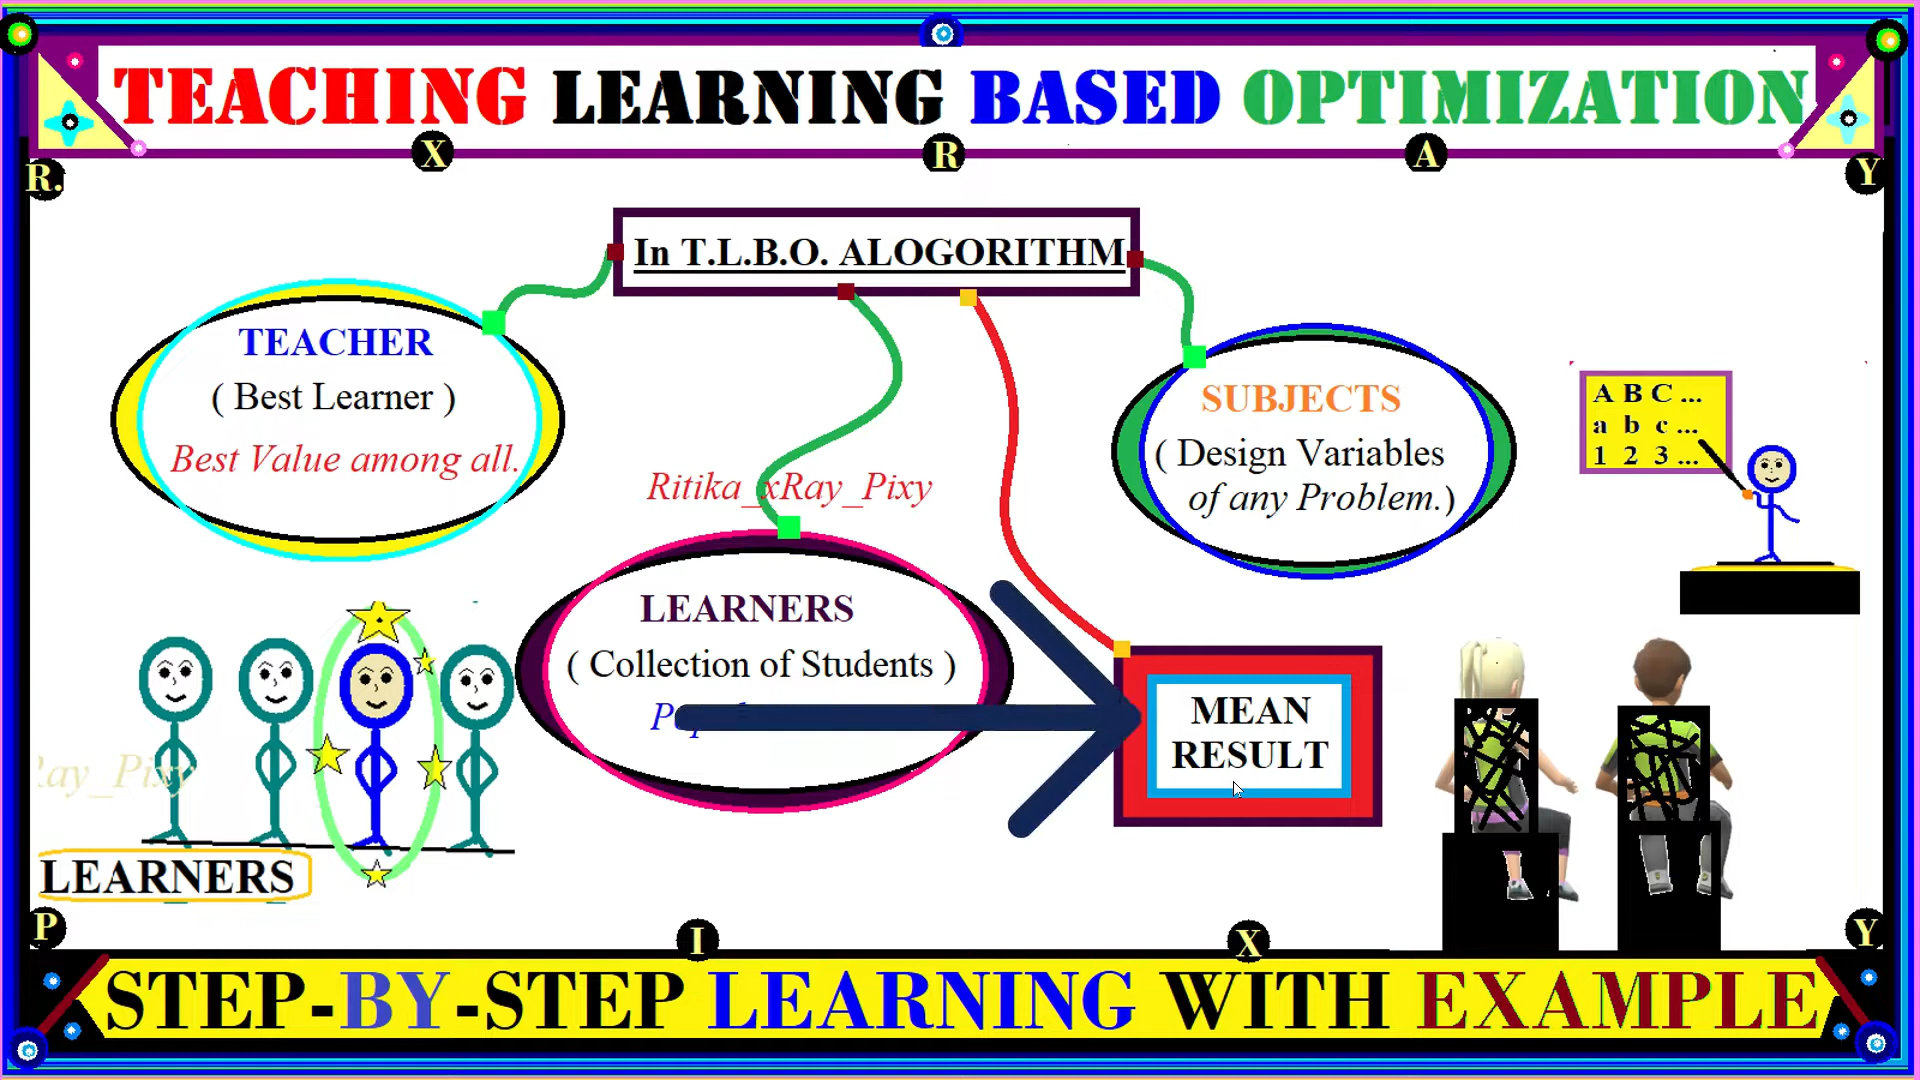 TEACHING LEARNING BASED OPTIMIZATION
R. X R A Y
In T.L.B.O. ALOGORITHM
TEACHER
( Best Learner )
Best Value among all.
SUBJECTS
( Design Variables
of any Problem.)
A B C ...
a b c ...
1 2 3 ...
Ritika_xRay_Pixy
LEARNERS
( Collection of Students )
MEAN
RESULT
Ray_Pixy
LEARNERS
P I X Y
STEP-BY-STEP LEARNING WITH EXAMPLE